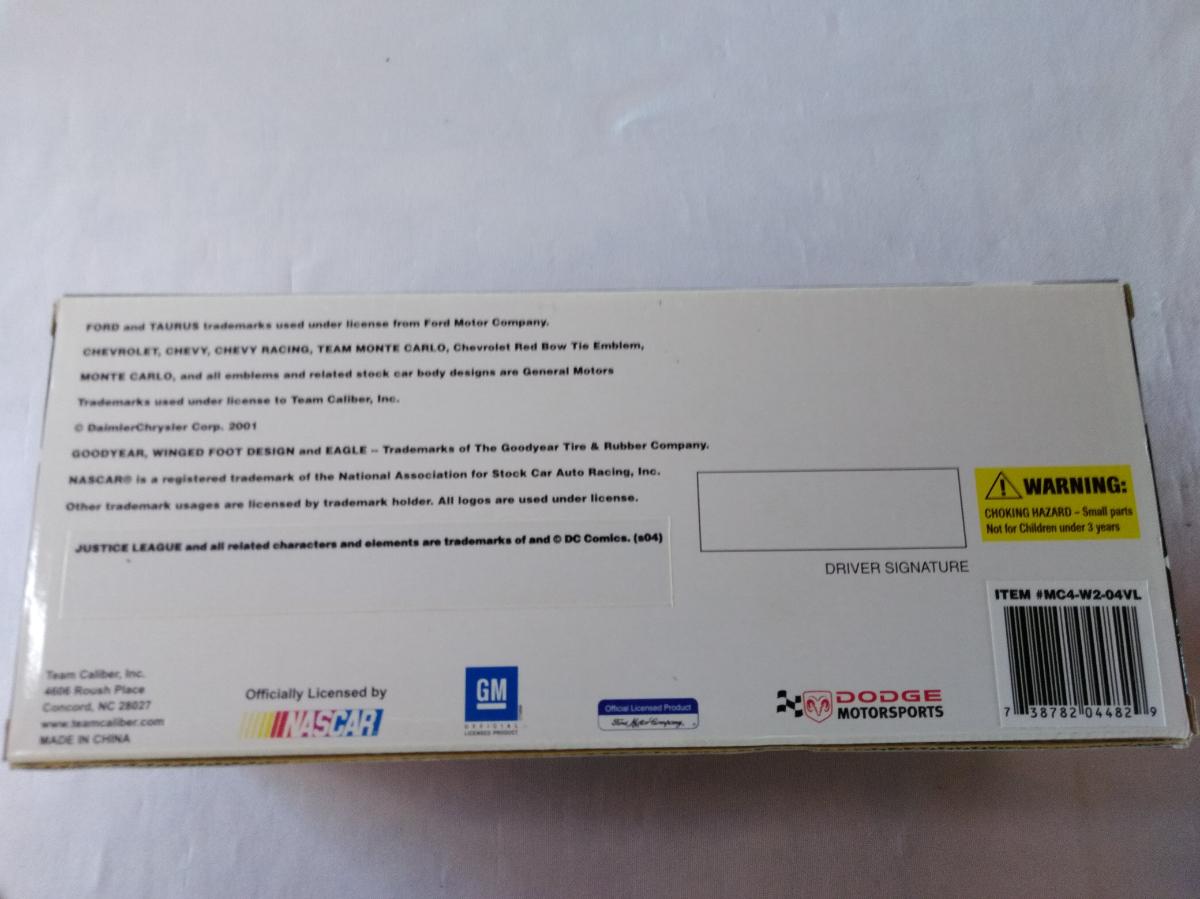 FORD and TAURUS trademarks used under license from Ford Motor Company.
CHEVROLET, CHEVY, CHEVY RACING, TEAM MONTE CARLO, Chevrolet Red Bow Tie Emblem,
MONTE CARLO, and all emblems and related stock car body designs are General Motors
Trademarks used under license to Team Caliber, Inc.
© DaimlerChrysler Corp. 2001
GOODYEAR, WINGED FOOT DESIGN and EAGLE – Trademarks of The Goodyear Tire & Rubber Company.
NASCAR® is a registered trademark of the National Association for Stock Car Auto Racing, Inc.
Other trademark usages are licensed by trademark holder. All logos are used under license.
JUSTICE LEAGUE and all related characters and elements are trademarks of and © DC Comics. (s04)
DRIVER SIGNATURE
WARNING:
CHOKING HAZARD – Small parts
Not for Children under 3 years
ITEM #MC4-W2-04VL
7 38782 04482 9
Team Caliber, Inc.
4606 Roush Place
Concord, NC 28027
www.teamcaliber.com
MADE IN CHINA
Officially Licensed by
NASCAR
GM
OFFICIAL
LICENSED PRODUCT
Official Licensed Product
Ford Motor Company,
DODGE
MOTORSPORTS